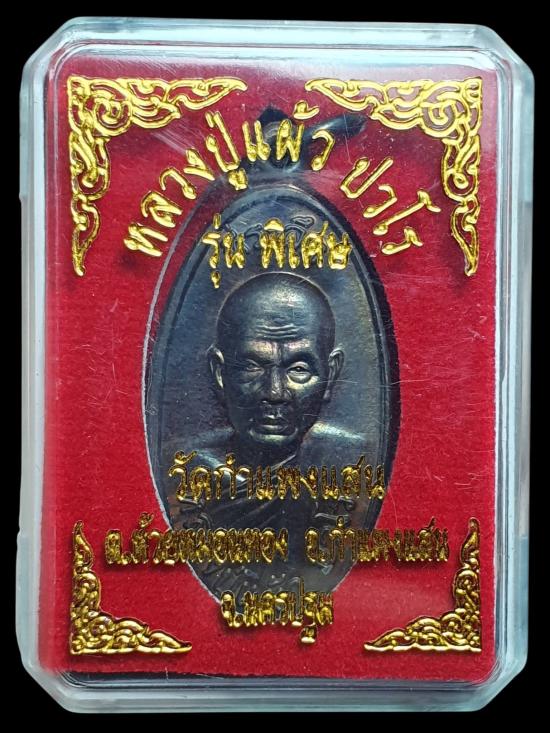 หลวงปู่แผ้ว ปวโร
รุ่น พิเศษ
วัดกำแพงแสน
ต.ห้วยหมอนทอง อ.กำแพงแสน
จ.นครปฐม